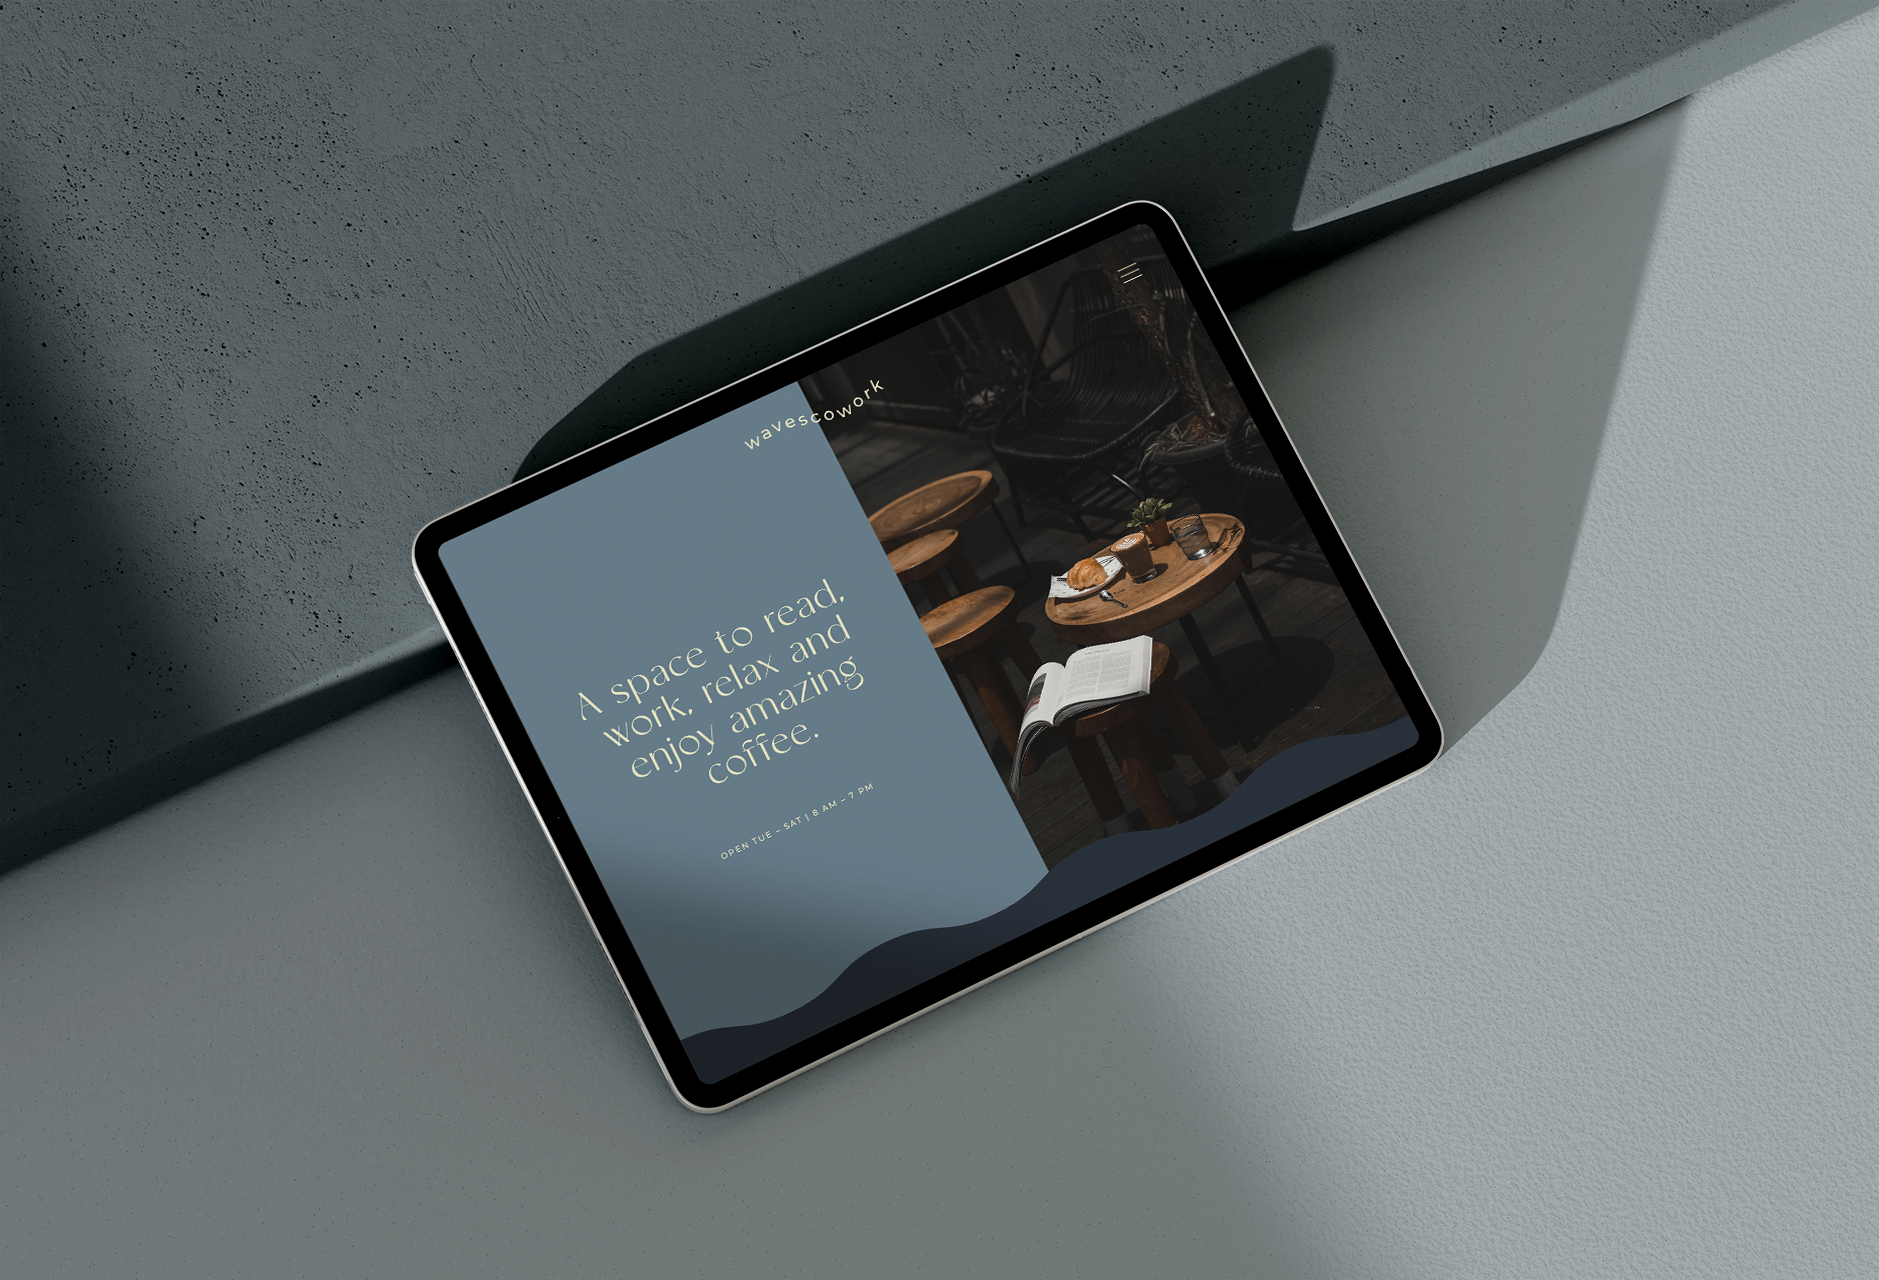 wavescowork
A space to read,
work, relax and
enjoy amazing
coffee.
OPEN TUE – SAT | 8 AM – 7 PM